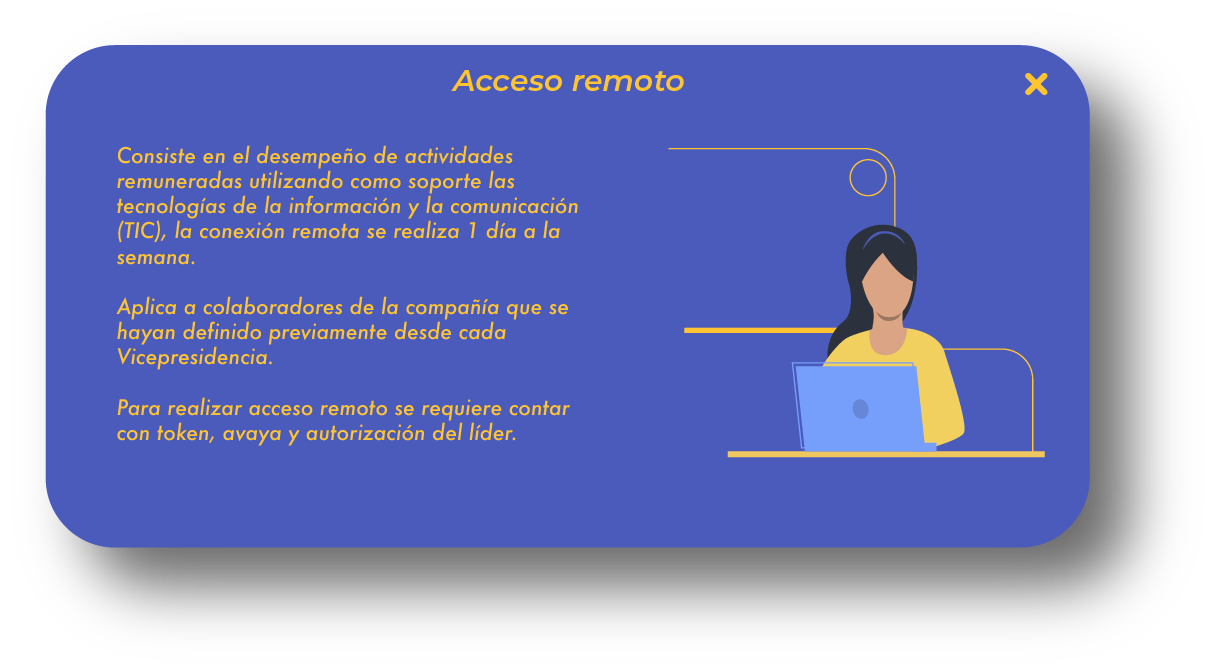 Acceso remoto
Consiste en el desempeño de actividades
remuneradas utilizando como soporte las
tecnologías de la información y la comunicación
(TIC), la conexión remota se realiza 1 día a la
semana.
Aplica a colaboradores de la compañía que se
hayan definido previamente desde cada
Vicepresidencia.
Para realizar acceso remoto se requiere contar
con token, avaya y autorización del líder.